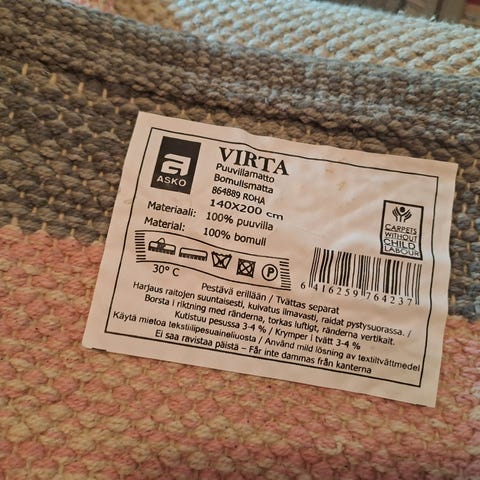 a
ASKO
VIRTA
Puuvillamatto
Bomullsmatta
864889 ROHA
140X200 cm
Materiaali: 100% puuvilla
Material: 100% bomull
30° C
P
CARPETS
WITHOUT
CHILD
LABOUR
6 416259 764237
Pestävä erillään / Tvättas separat
Harjaus raitojen suuntaisesti, kuivatus ilmavasti, raidat pystysuorassa. /
Borsta i riktning med ränderna, torkas luftigt, ränderna vertikalt.
Kutistuu pesussa 3-4 % / Krymper i tvätt 3-4 %
Käytä mietoa tekstiilipesuaineliuosta / Använd mild lösning av textiltvättmedel
Ei saa ravistaa päistä – Får inte dammas från kanterna